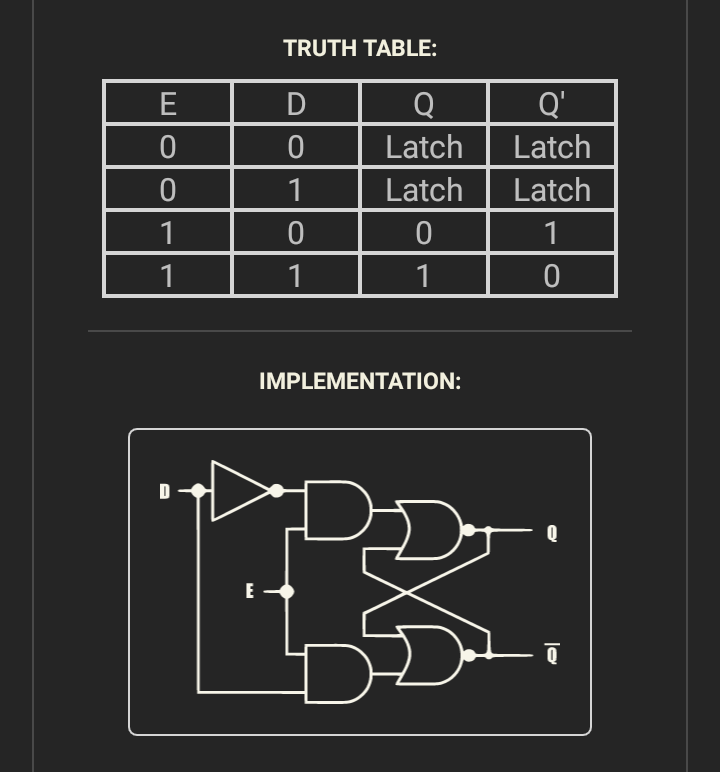 TRUTH TABLE:
E D Q Q'
0 0 Latch Latch
0 1 Latch Latch
1 0 0 1
1 1 1 0
IMPLEMENTATION:
D
Q
E
Q̅